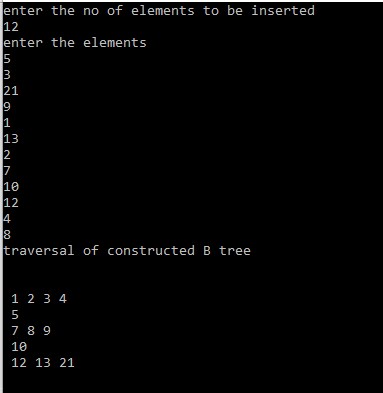 enter the no of elements to be inserted
12
enter the elements
5
3
21
9
1
13
2
7
10
12
4
8
traversal of constructed B tree
1 2 3 4
5
7 8 9
10
12 13 21